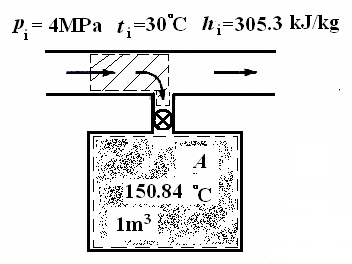 pᵢ= 4MPa tᵢ=30°C hᵢ=305.3 kJ/kg
A
150.84 °C
1m³